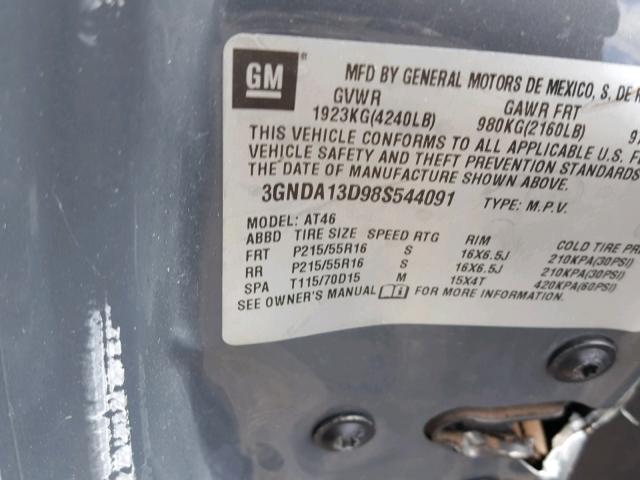 GM ®
MFD BY GENERAL MOTORS DE MEXICO, S. DE R
GVWR GAWR FRT
1923KG(4240LB) 980KG(2160LB) 9
THIS VEHICLE CONFORMS TO ALL APPLICABLE U.S. F
VEHICLE SAFETY AND THEFT PREVENTION STANDARDS
THE DATE OF MANUFACTURE SHOWN ABOVE.
3GNDA13D98S544091 TYPE: M.P.V.
MODEL: AT46
ABBD TIRE SIZE SPEED RTG RIM COLD TIRE PR
FRT P215/55R16 S 16X6.5J 210KPA(30PSI)
RR P215/55R16 S 16X6.5J 210KPA(30PSI)
SPA T115/70D15 M 15X4T 420KPA(60PSI)
SEE OWNER'S MANUAL i FOR MORE INFORMATION.